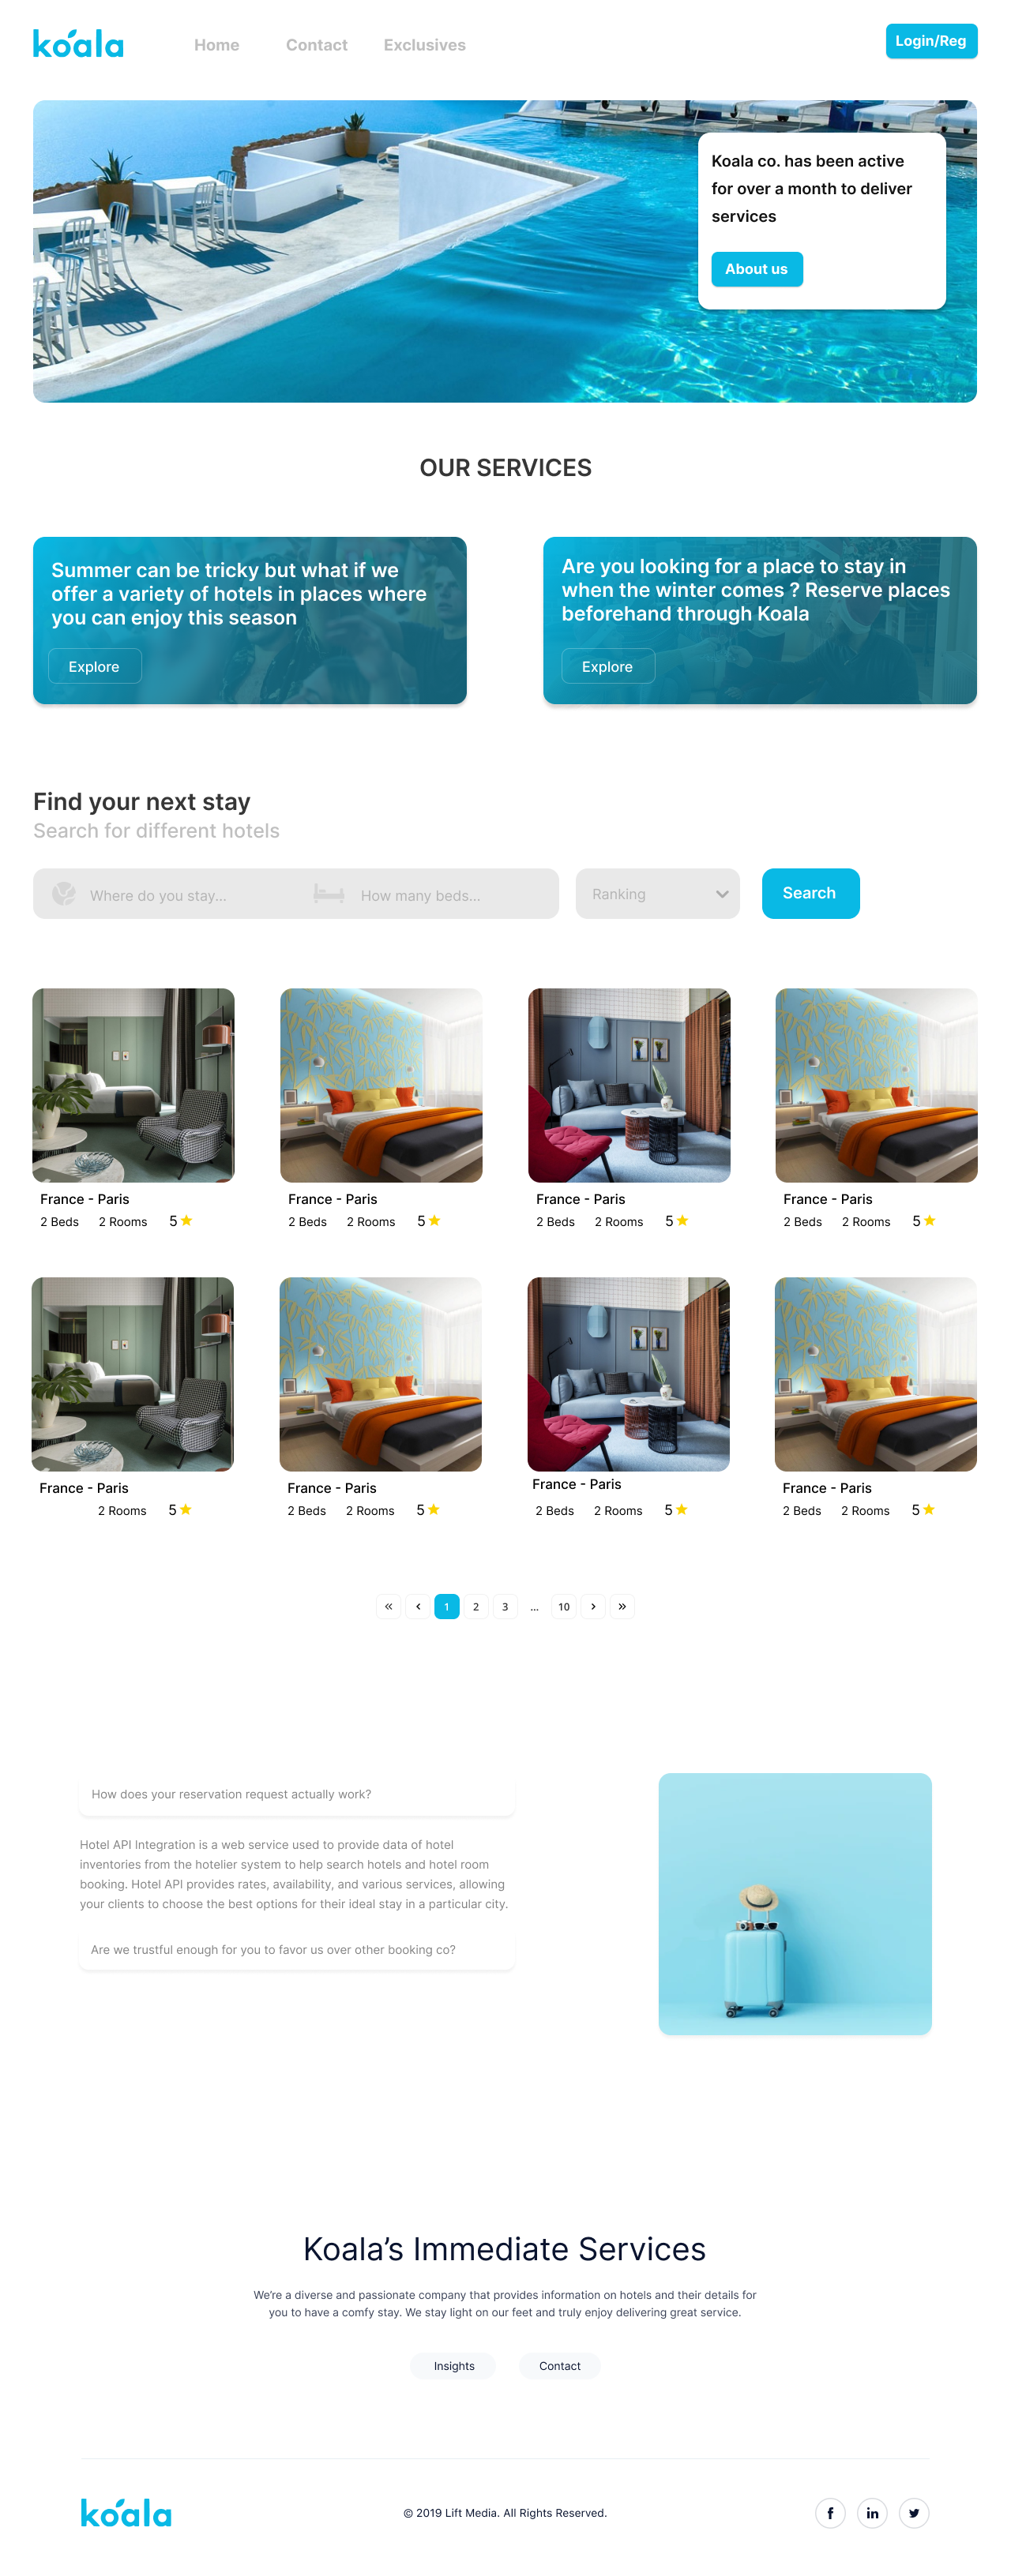 koala
Home Contact Exclusives
Login/Reg
Koala co. has been active
for over a month to deliver
services
About us
OUR SERVICES
Summer can be tricky but what if we
offer a variety of hotels in places where
you can enjoy this season
Explore
Are you looking for a place to stay in
when the winter comes ? Reserve places
beforehand through Koala
Explore
Find your next stay
Search for different hotels
Where do you stay...
How many beds...
Ranking
Search
France - Paris
2 Beds 2 Rooms 5
France - Paris
2 Beds 2 Rooms 5
France - Paris
2 Beds 2 Rooms 5
France - Paris
2 Beds 2 Rooms 5
France - Paris
2 Rooms 5
France - Paris
2 Beds 2 Rooms 5
France - Paris
2 Beds 2 Rooms 5
France - Paris
2 Beds 2 Rooms 5
« ‹ 1 2 3 ... 10 › »
How does your reservation request actually work?
Hotel API Integration is a web service used to provide data of hotel
inventories from the hotelier system to help search hotels and hotel room
booking. Hotel API provides rates, availability, and various services, allowing
your clients to choose the best options for their ideal stay in a particular city.
Are we trustful enough for you to favor us over other booking co?
Koala’s Immediate Services
We’re a diverse and passionate company that provides information on hotels and their details for
you to have a comfy stay. We stay light on our feet and truly enjoy delivering great service.
Insights
Contact
koala
© 2019 Lift Media. All Rights Reserved.